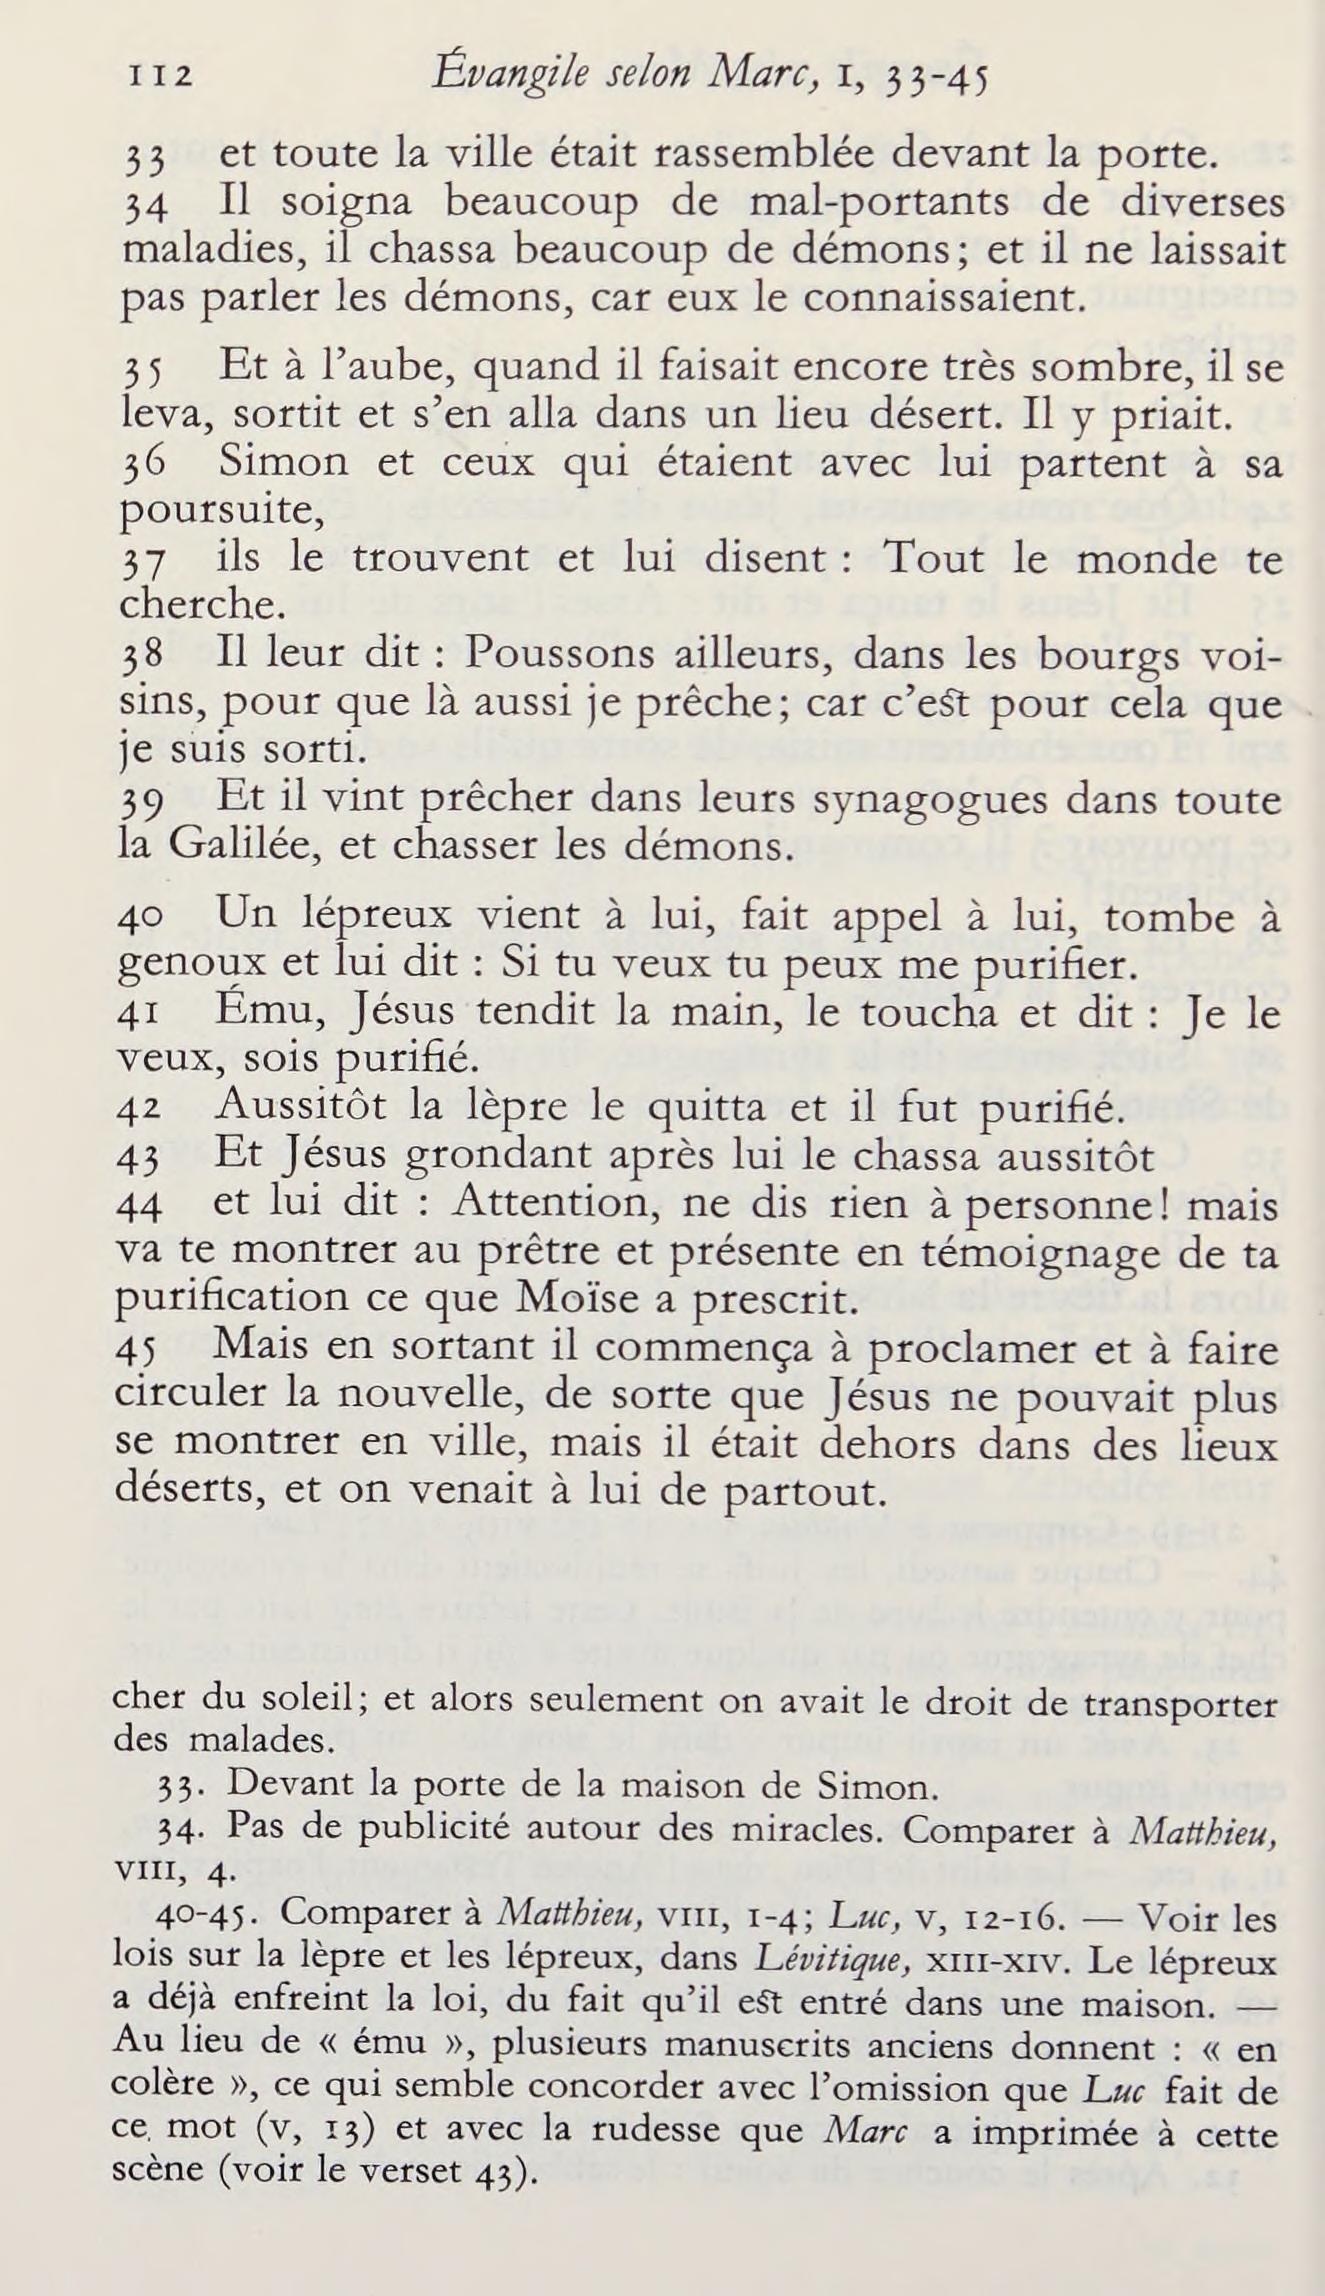 112 Évangile selon Marc, I, 33-45
33 et toute la ville était rassemblée devant la porte.
34 Il soigna beaucoup de mal-portants de diverses
maladies, il chassa beaucoup de démons; et il ne laissait
pas parler les démons, car eux le connaissaient.
35 Et à l’aube, quand il faisait encore très sombre, il se
leva, sortit et s’en alla dans un lieu désert. Il y priait.
36 Simon et ceux qui étaient avec lui partent à sa
poursuite,
37 ils le trouvent et lui disent : Tout le monde te
cherche.
38 Il leur dit : Poussons ailleurs, dans les bourgs voi-
sins, pour que là aussi je prêche; car c’est pour cela que
je suis sorti.
39 Et il vint prêcher dans leurs synagogues dans toute
la Galilée, et chasser les démons.
40 Un lépreux vient à lui, fait appel à lui, tombe à
genoux et lui dit : Si tu veux tu peux me purifier.
41 Ému, Jésus tendit la main, le toucha et dit : Je le
veux, sois purifié.
42 Aussitôt la lèpre le quitta et il fut purifié.
43 Et Jésus grondant après lui le chassa aussitôt
44 et lui dit : Attention, ne dis rien à personne! mais
va te montrer au prêtre et présente en témoignage de ta
purification ce que Moïse a prescrit.
45 Mais en sortant il commença à proclamer et à faire
circuler la nouvelle, de sorte que Jésus ne pouvait plus
se montrer en ville, mais il était dehors dans des lieux
déserts, et on venait à lui de partout.
cher du soleil; et alors seulement on avait le droit de transporter
des malades.
33. Devant la porte de la maison de Simon.
34. Pas de publicité autour des miracles. Comparer à Matthieu,
VIII, 4.
40-45. Comparer à Matthieu, VIII, 1-4; Luc, V, 12-16. — Voir les
lois sur la lèpre et les lépreux, dans Lévitique, XIII-XIV. Le lépreux
a déjà enfreint la loi, du fait qu’il est entré dans une maison. —
Au lieu de « ému », plusieurs manuscrits anciens donnent : « en
colère », ce qui semble concorder avec l’omission que Luc fait de
ce mot (V, 13) et avec la rudesse que Marc a imprimée à cette
scène (voir le verset 43).